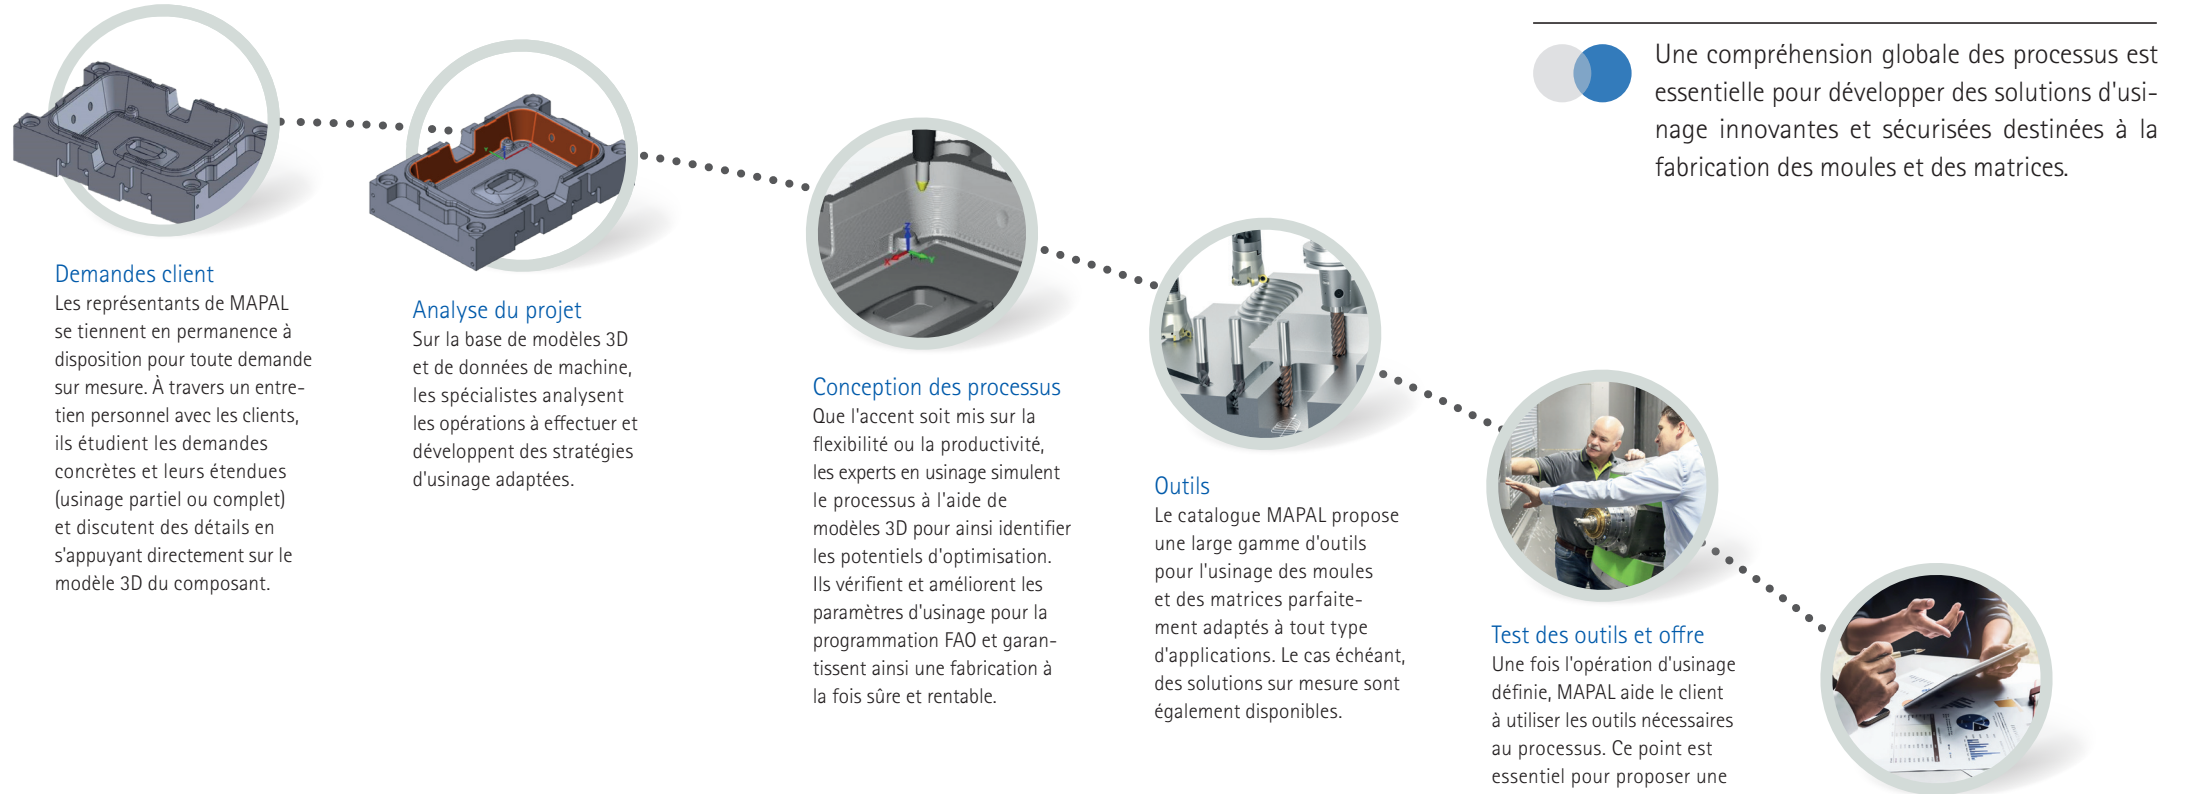 Une compréhension globale des processus est
essentielle pour développer des solutions d'usi-
nage innovantes et sécurisées destinées à la
fabrication des moules et des matrices.
Demandes client
Les représentants de MAPAL
se tiennent en permanence à
disposition pour toute demande
sur mesure. À travers un entre-
tien personnel avec les clients,
ils étudient les demandes
concrètes et leurs étendues
(usinage partiel ou complet)
et discutent des détails en
s'appuyant directement sur le
modèle 3D du composant.
Analyse du projet
Sur la base de modèles 3D
et de données de machine,
les spécialistes analysent
les opérations à effectuer et
développent des stratégies
d'usinage adaptées.
Conception des processus
Que l'accent soit mis sur la
flexibilité ou la productivité,
les experts en usinage simulent
le processus à l'aide de
modèles 3D pour ainsi identifier
les potentiels d'optimisation.
Ils vérifient et améliorent les
paramètres d'usinage pour la
programmation FAO et garan-
tissent ainsi une fabrication à
la fois sûre et rentable.
Outils
Le catalogue MAPAL propose
une large gamme d'outils
pour l'usinage des moules
et des matrices parfaite-
ment adaptés à tout type
d'applications. Le cas échéant,
des solutions sur mesure sont
également disponibles.
Test des outils et offre
Une fois l'opération d'usinage
définie, MAPAL aide le client
à utiliser les outils nécessaires
au processus. Ce point est
essentiel pour proposer une